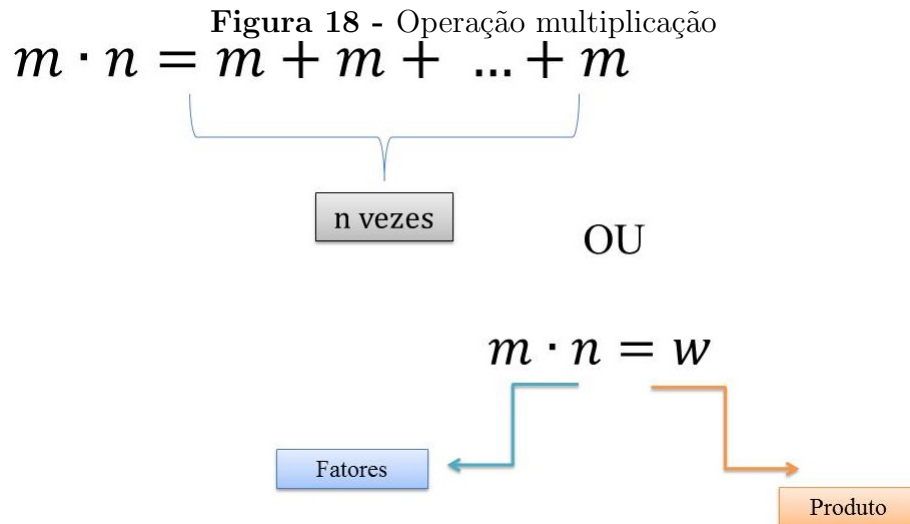 Figura 18 - Operação multiplicação
m · n = m + m + ... + m
n vezes
OU
m · n = w
Fatores
Produto